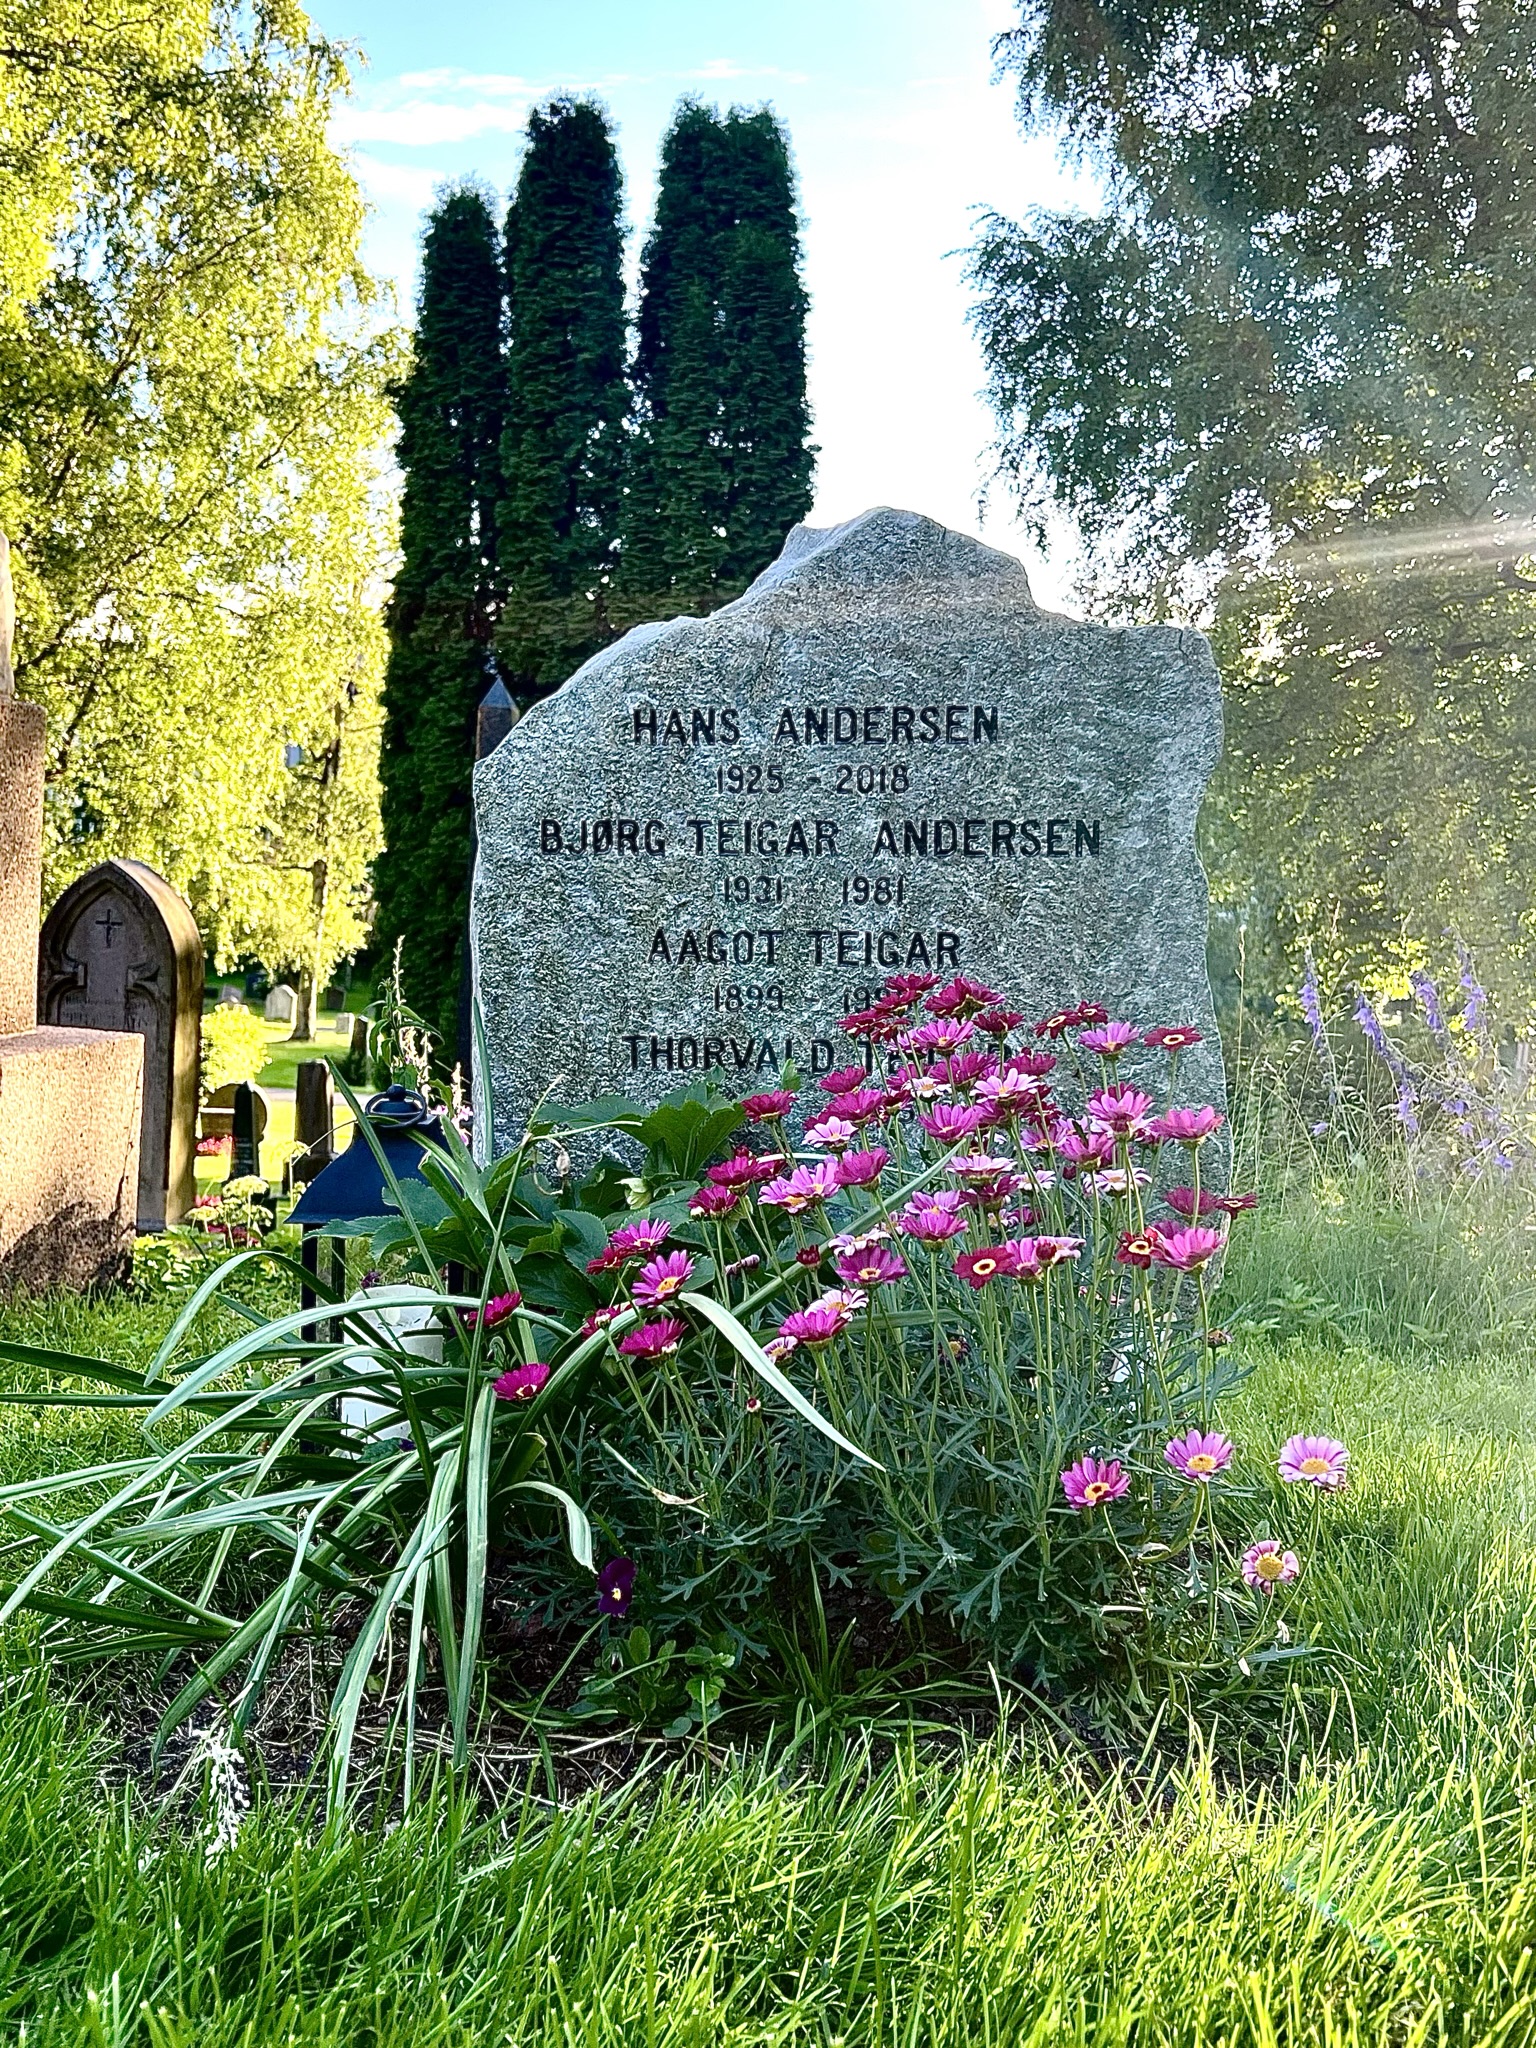 HANS ANDERSEN
1925 - 2018
BJØRG TEIGAR ANDERSEN
1931 - 1981
AAGOT TEIGAR
1899 -
THORVALD